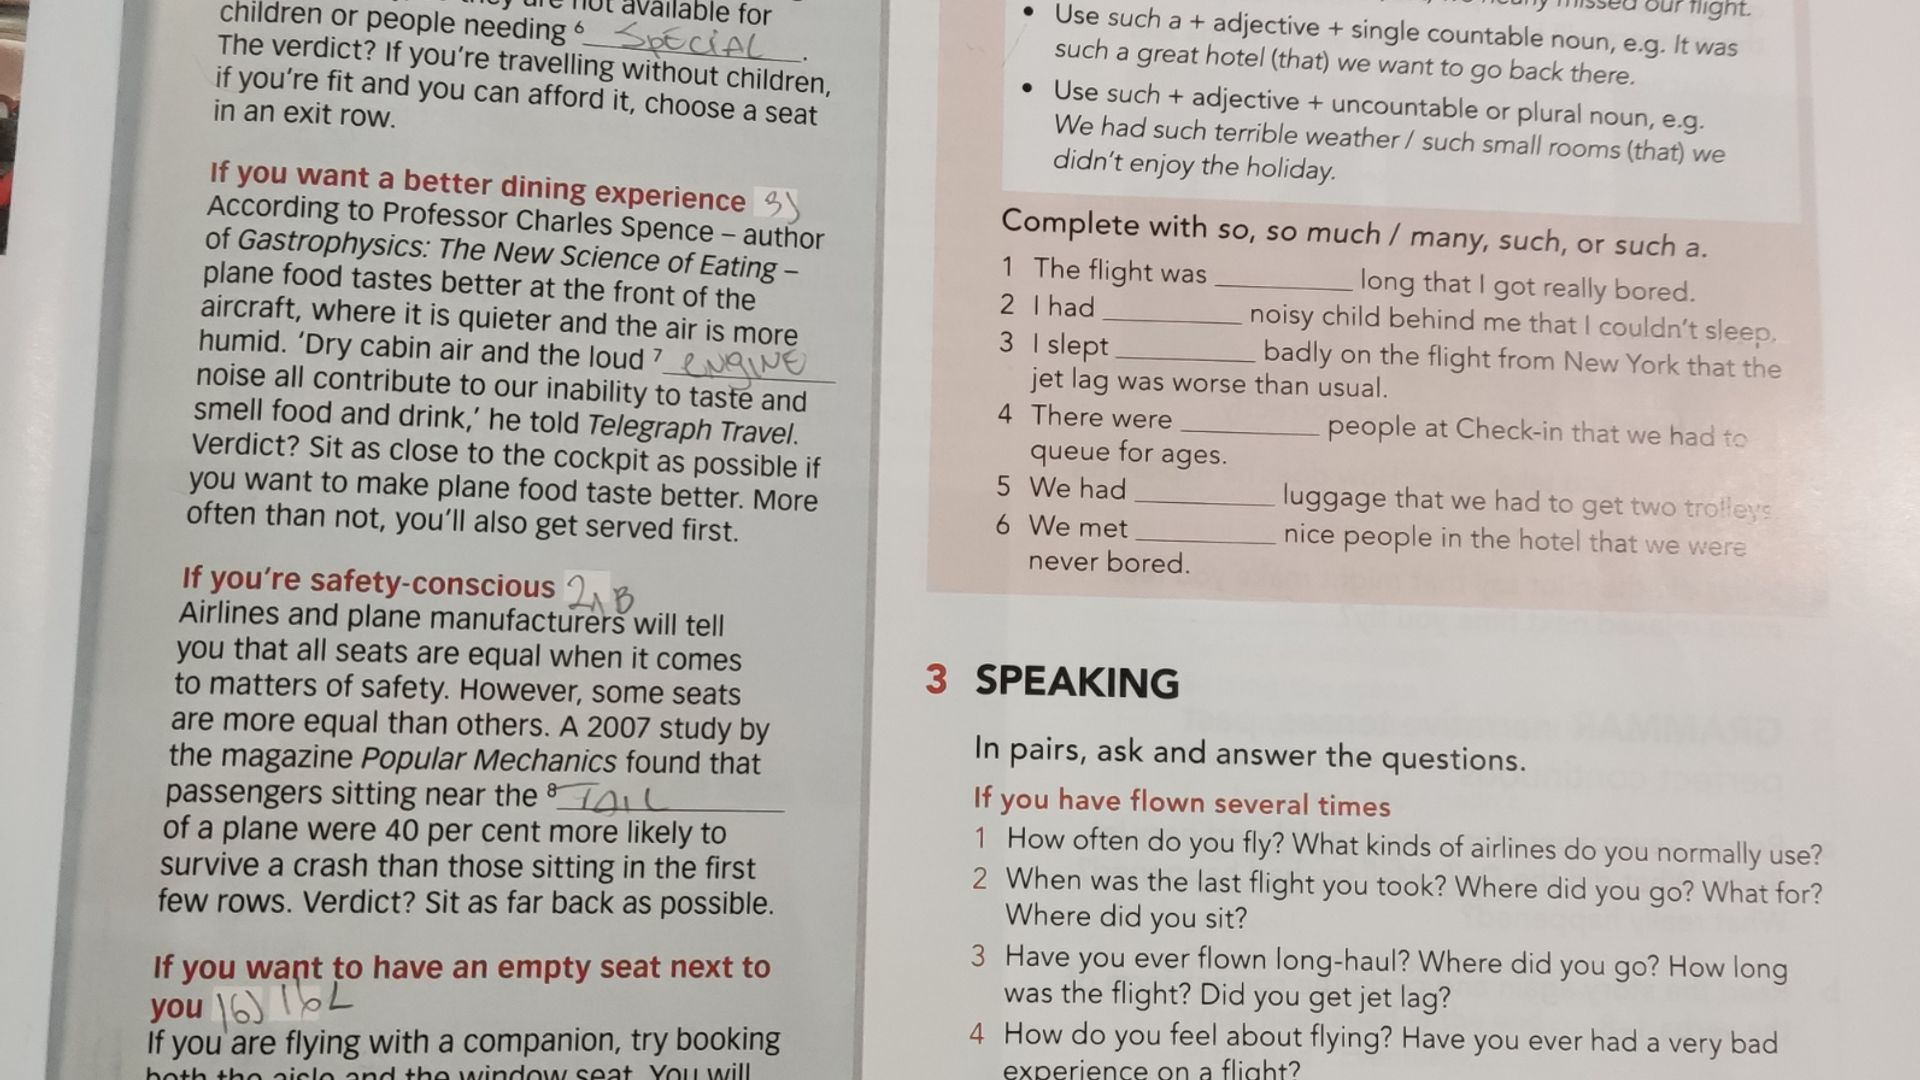 not available for
children or people needing 6 SPECIAL.
The verdict? If you're travelling without children,
if you're fit and you can afford it, choose a seat
in an exit row.
If you want a better dining experience 3)
According to Professor Charles Spence – author
of Gastrophysics: The New Science of Eating –
plane food tastes better at the front of the
aircraft, where it is quieter and the air is more
humid. 'Dry cabin air and the loud 7 ENGINE
noise all contribute to our inability to taste and
smell food and drink,' he told Telegraph Travel.
Verdict? Sit as close to the cockpit as possible if
you want to make plane food taste better. More
often than not, you'll also get served first.
If you're safety-conscious
Airlines and plane manufacturers will tell
you that all seats are equal when it comes
to matters of safety. However, some seats
are more equal than others. A 2007 study by
the magazine Popular Mechanics found that
passengers sitting near the 8 TAIL
of a plane were 40 per cent more likely to
survive a crash than those sitting in the first
few rows. Verdict? Sit as far back as possible.
If you want to have an empty seat next to
you
If you are flying with a companion, try booking
both the aisle and the window seat. You will
missed our flight.
• Use such a + adjective + single countable noun, e.g. It was
such a great hotel (that) we want to go back there.
• Use such + adjective + uncountable or plural noun, e.g.
We had such terrible weather / such small rooms (that) we
didn't enjoy the holiday.
Complete with so, so much / many, such, or such a.
1 The flight was ________ long that I got really bored.
2 I had ________ noisy child behind me that I couldn't sleep.
3 I slept ________ badly on the flight from New York that the
jet lag was worse than usual.
4 There were ________ people at Check-in that we had to
queue for ages.
5 We had ________ luggage that we had to get two trolleys
6 We met ________ nice people in the hotel that we were
never bored.
3 SPEAKING
In pairs, ask and answer the questions.
If you have flown several times
1 How often do you fly? What kinds of airlines do you normally use?
2 When was the last flight you took? Where did you go? What for?
Where did you sit?
3 Have you ever flown long-haul? Where did you go? How long
was the flight? Did you get jet lag?
4 How do you feel about flying? Have you ever had a very bad
experience on a flight?